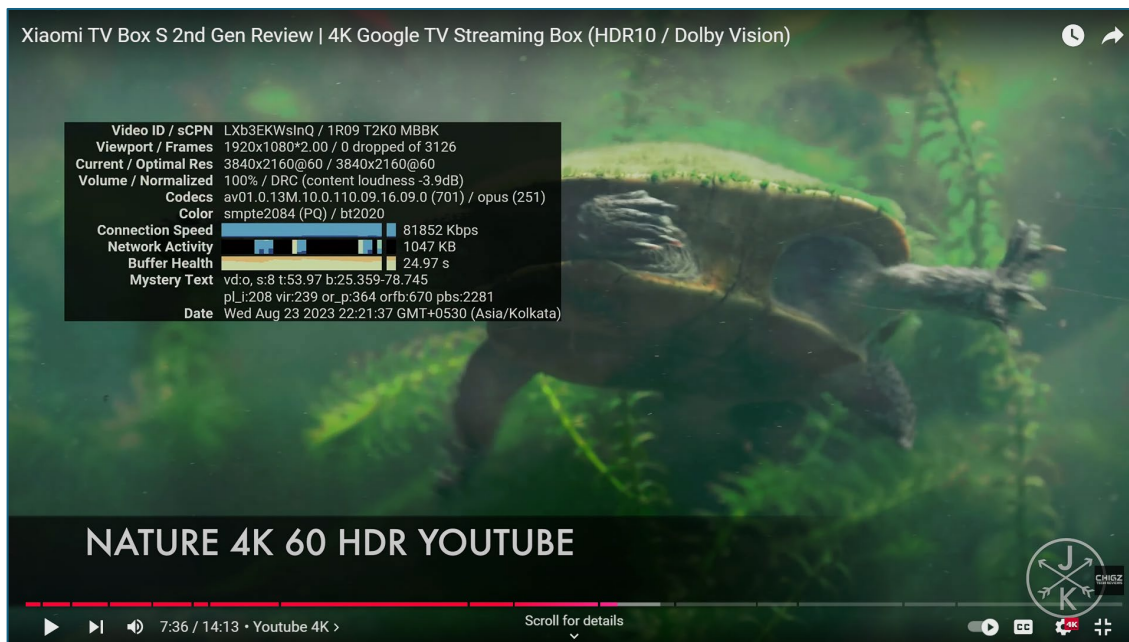 Xiaomi TV Box S 2nd Gen Review | 4K Google TV Streaming Box (HDR10 / Dolby Vision)
Video ID / sCPN LXb3EKWsInQ / 1R09 T2K0 MBBK
Viewport / Frames 1920x1080*2.00 / 0 dropped of 3126
Current / Optimal Res 3840x2160@60 / 3840x2160@60
Volume / Normalized 100% / DRC (content loudness -3.9dB)
Codecs av01.0.13M.10.0.110.09.16.09.0 (701) / opus (251)
Color smpte2084 (PQ) / bt2020
Connection Speed 81852 Kbps
Network Activity 1047 KB
Buffer Health 24.97 s
Mystery Text vd:o, s:8 t:53.97 b:25.359-78.745
pl_i:208 vir:239 or_p:364 orfb:670 pbs:2281
Date Wed Aug 23 2023 22:21:37 GMT+0530 (Asia/Kolkata)
NATURE 4K 60 HDR YOUTUBE
J
K
CHIGZ
7:36 / 14:13 • Youtube 4K ›
Scroll for details
CC
4K